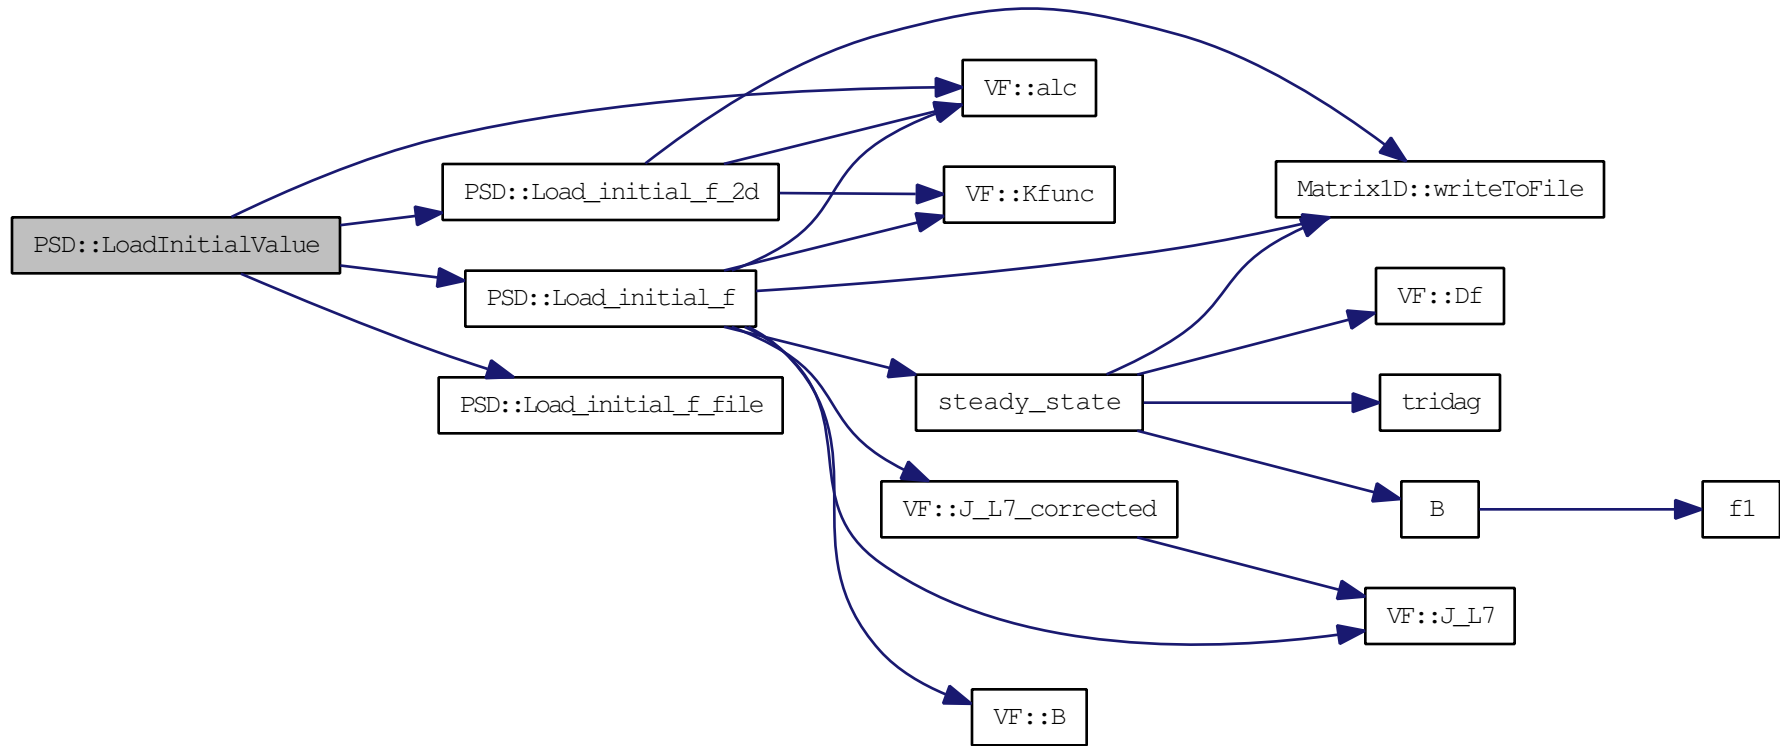 PSD::LoadInitialValue
PSD::Load_initial_f_2d
PSD::Load_initial_f
PSD::Load_initial_f_file
VF::alc
VF::Kfunc
steady_state
VF::J_L7_corrected
VF::B
Matrix1D::writeToFile
VF::Df
tridag
B
VF::J_L7
f1